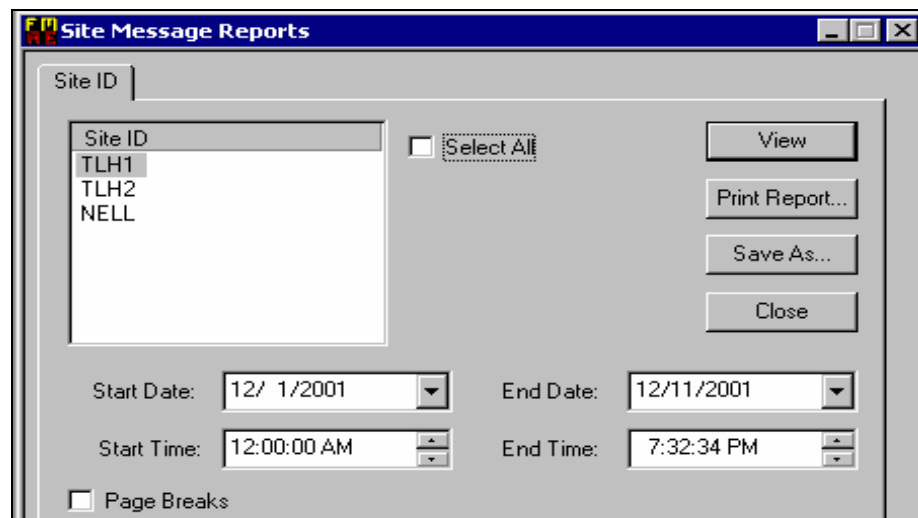 FMRE Site Message Reports
Site ID
Site ID
TLH1
TLH2
NELL
Select All
View
Print Report...
Save As...
Close
Start Date: 12/ 1/2001 End Date: 12/11/2001
Start Time: 12:00:00 AM End Time: 7:32:34 PM
Page Breaks